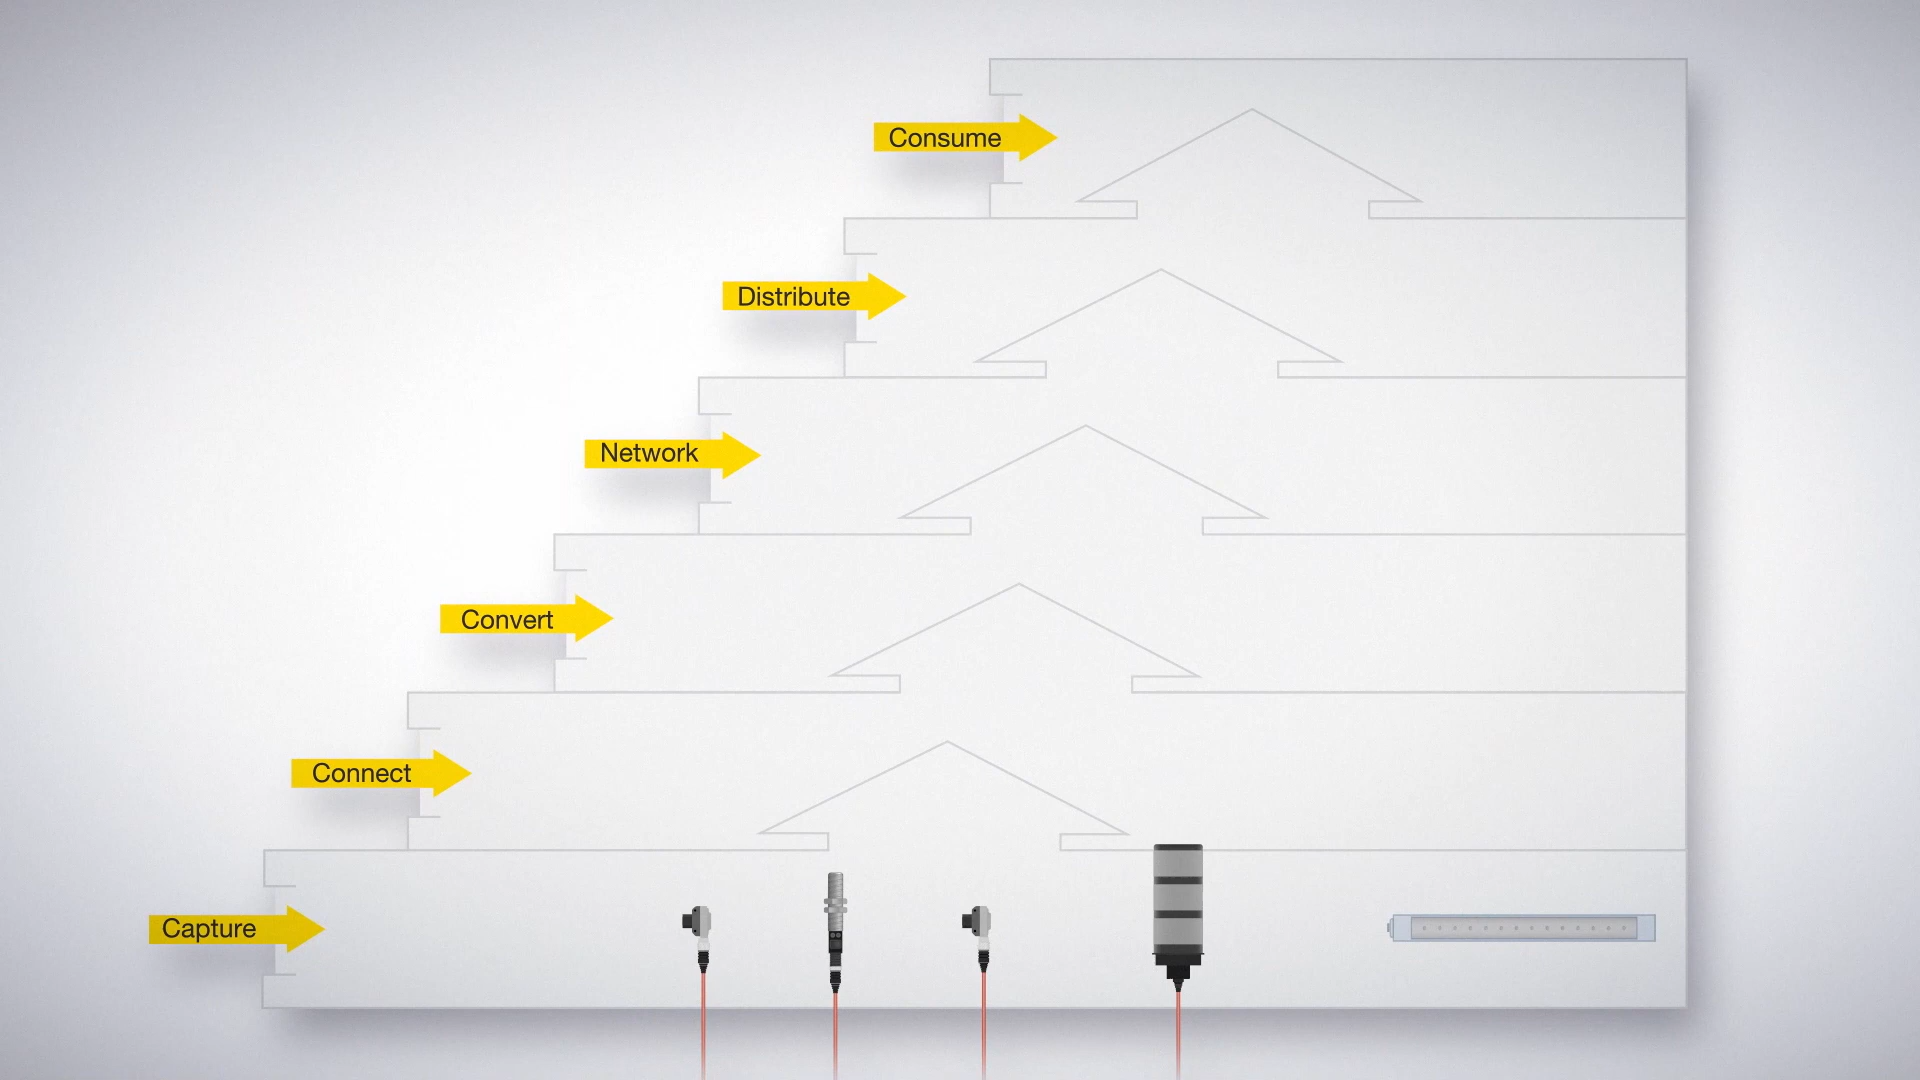 Consume
Distribute
Network
Convert
Connect
Capture